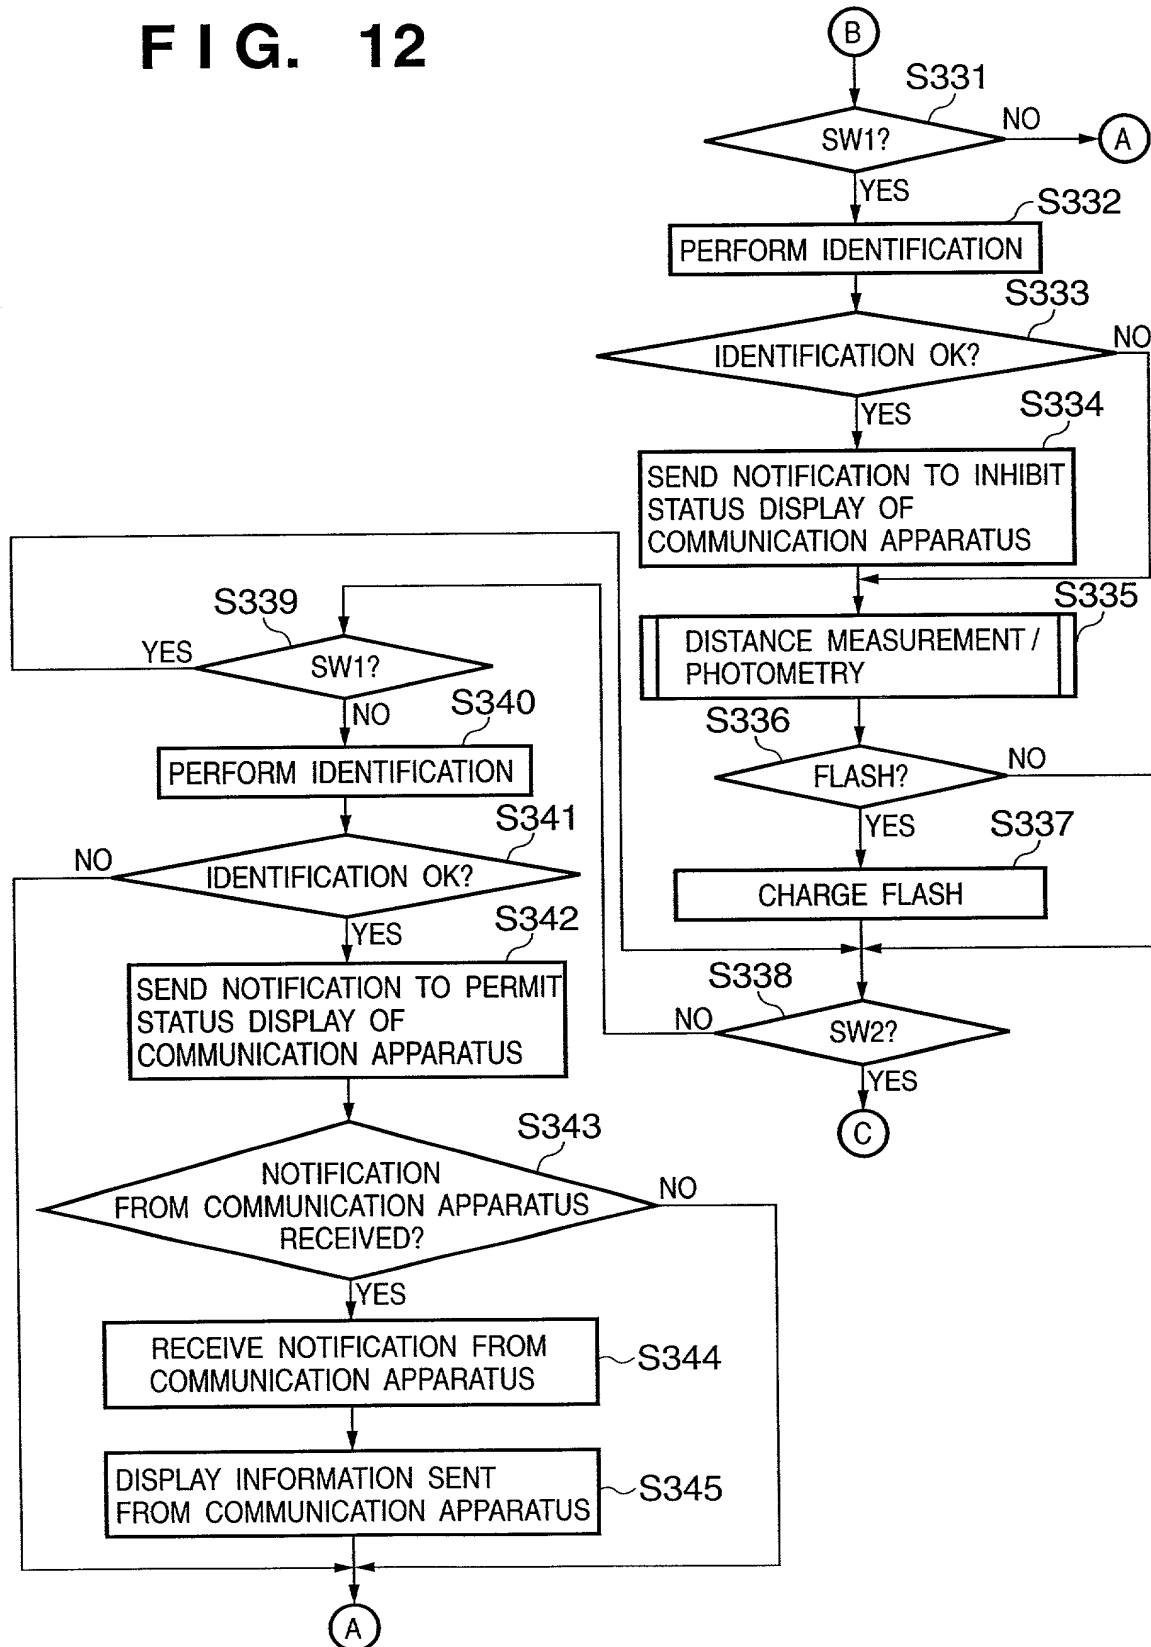 FIG. 12
B
S331
SW1?
NO
A
YES
S332
PERFORM IDENTIFICATION
S333
IDENTIFICATION OK?
NO
YES
S334
SEND NOTIFICATION TO INHIBIT
STATUS DISPLAY OF
COMMUNICATION APPARATUS
S335
DISTANCE MEASUREMENT /
PHOTOMETRY
S336
FLASH?
NO
YES
S337
CHARGE FLASH
S338
NO
SW2?
YES
C
S339
YES
SW1?
NO
S340
PERFORM IDENTIFICATION
S341
NO
IDENTIFICATION OK?
YES
S342
SEND NOTIFICATION TO PERMIT
STATUS DISPLAY OF
COMMUNICATION APPARATUS
S343
NOTIFICATION
FROM COMMUNICATION APPARATUS
RECEIVED?
NO
YES
RECEIVE NOTIFICATION FROM
COMMUNICATION APPARATUS
S344
DISPLAY INFORMATION SENT
FROM COMMUNICATION APPARATUS
S345
A